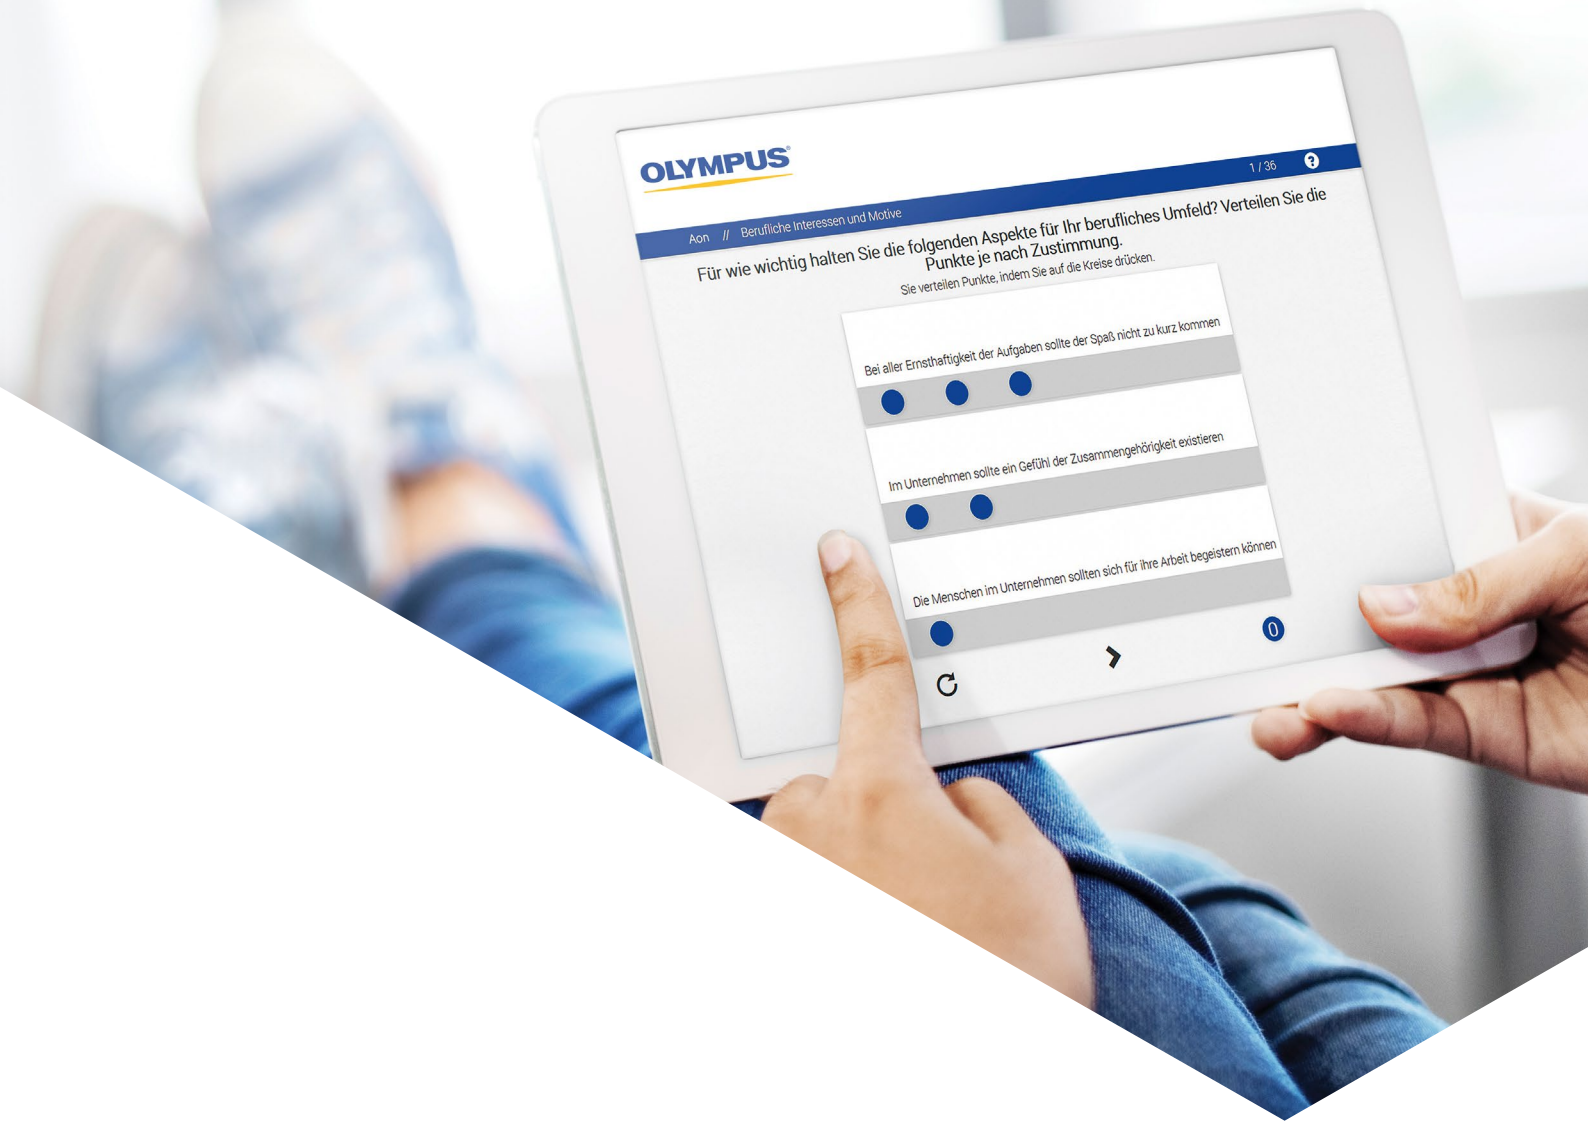 OLYMPUS®
Aon // Berufliche Interessen und Motive
1 / 36 ?
Für wie wichtig halten Sie die folgenden Aspekte für Ihr berufliches Umfeld? Verteilen Sie die
Punkte je nach Zustimmung.
Sie verteilen Punkte, indem Sie auf die Kreise drücken.
Bei aller Ernsthaftigkeit der Aufgaben sollte der Spaß nicht zu kurz kommen
Im Unternehmen sollte ein Gefühl der Zusammengehörigkeit existieren
Die Menschen im Unternehmen sollten sich für ihre Arbeit begeistern können
0